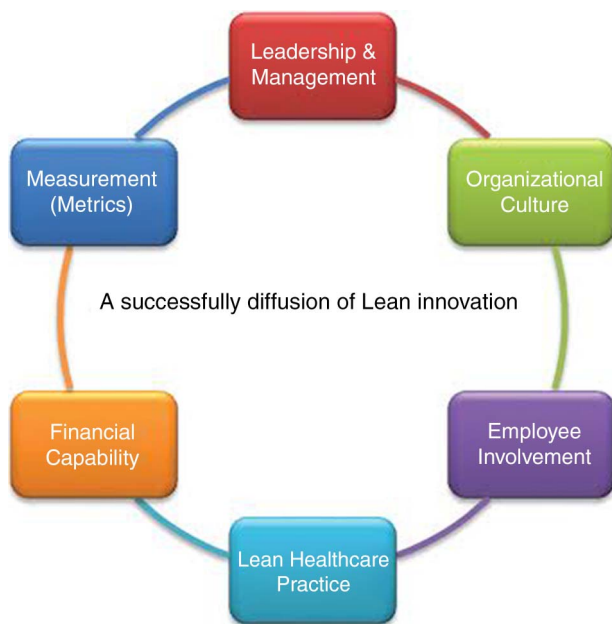 Leadership &
Management
Organizational
Culture
Employee
Involvement
Lean Healthcare
Practice
Financial
Capability
Measurement
(Metrics)
A successfully diffusion of Lean innovation